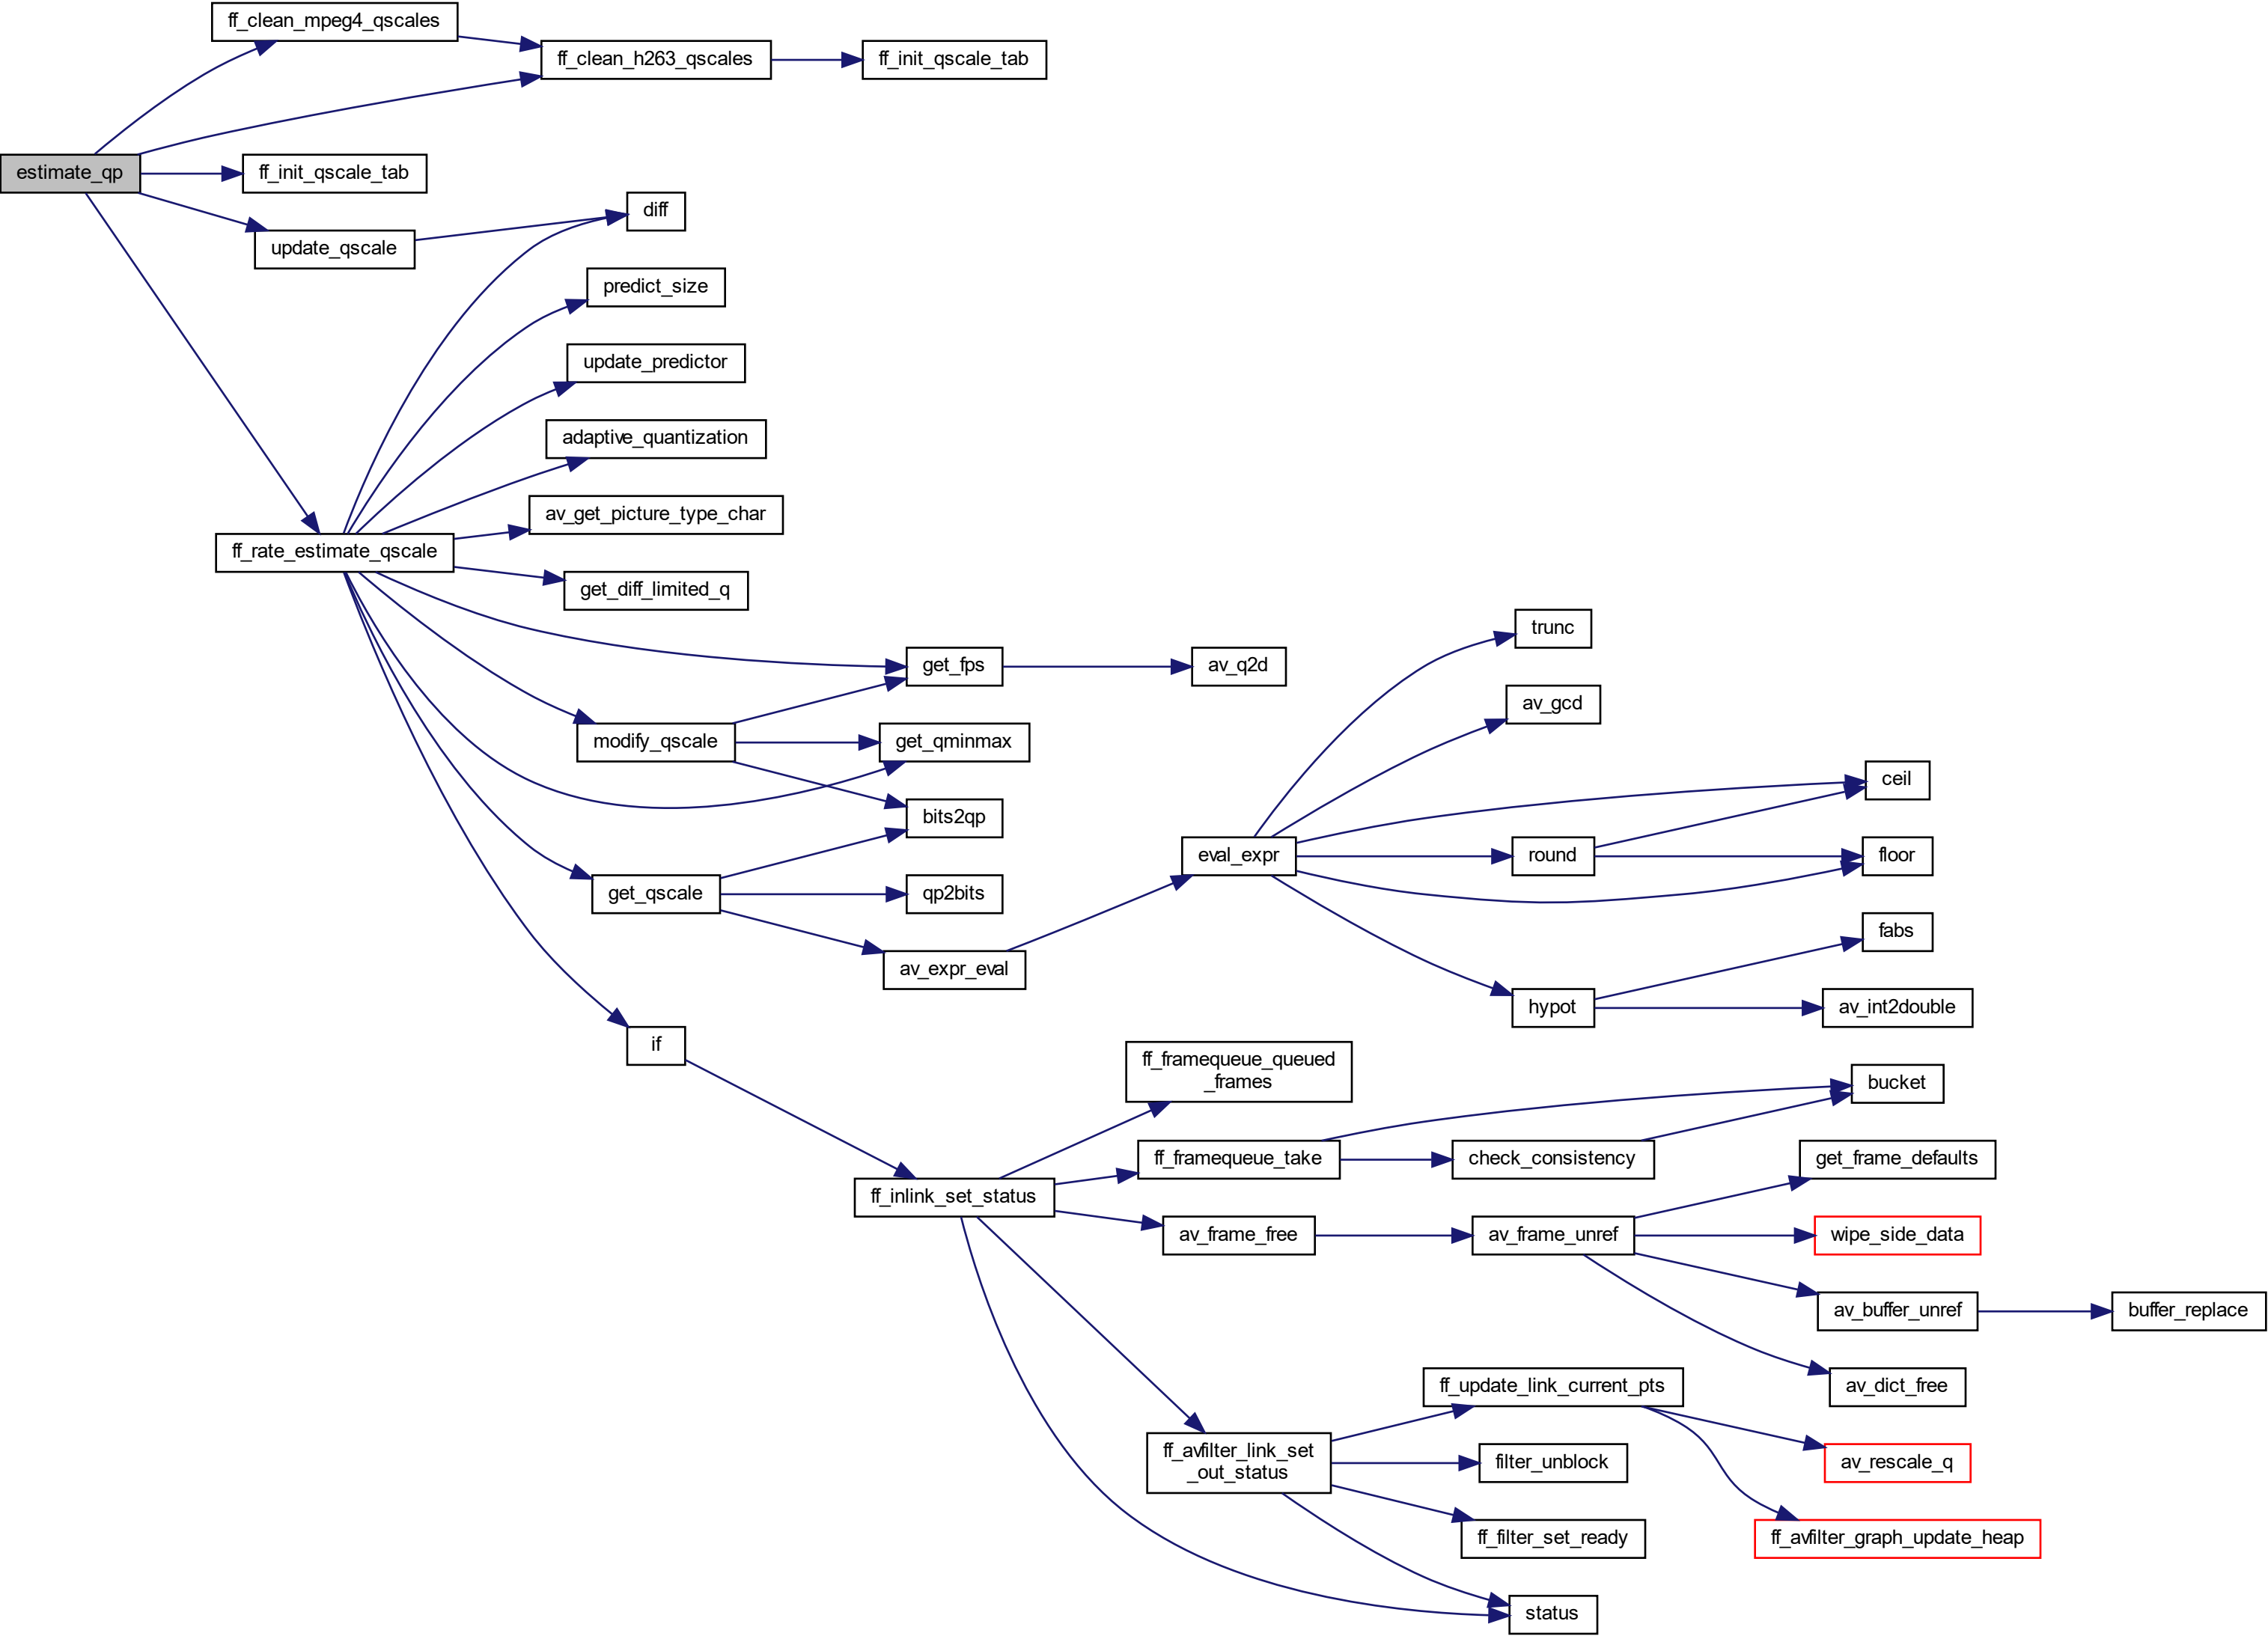 ff_clean_mpeg4_qscales
ff_clean_h263_qscales
ff_init_qscale_tab
estimate_qp
ff_init_qscale_tab
diff
update_qscale
predict_size
update_predictor
adaptive_quantization
av_get_picture_type_char
ff_rate_estimate_qscale
get_diff_limited_q
trunc
get_fps
av_q2d
av_gcd
modify_qscale
get_qminmax
ceil
bits2qp
eval_expr
round
floor
get_qscale
qp2bits
fabs
av_expr_eval
hypot
av_int2double
if
ff_framequeue_queued
_frames
bucket
ff_framequeue_take
check_consistency
get_frame_defaults
ff_inlink_set_status
av_frame_free
av_frame_unref
wipe_side_data
av_buffer_unref
buffer_replace
ff_update_link_current_pts
av_dict_free
ff_avfilter_link_set
_out_status
filter_unblock
av_rescale_q
ff_filter_set_ready
ff_avfilter_graph_update_heap
status